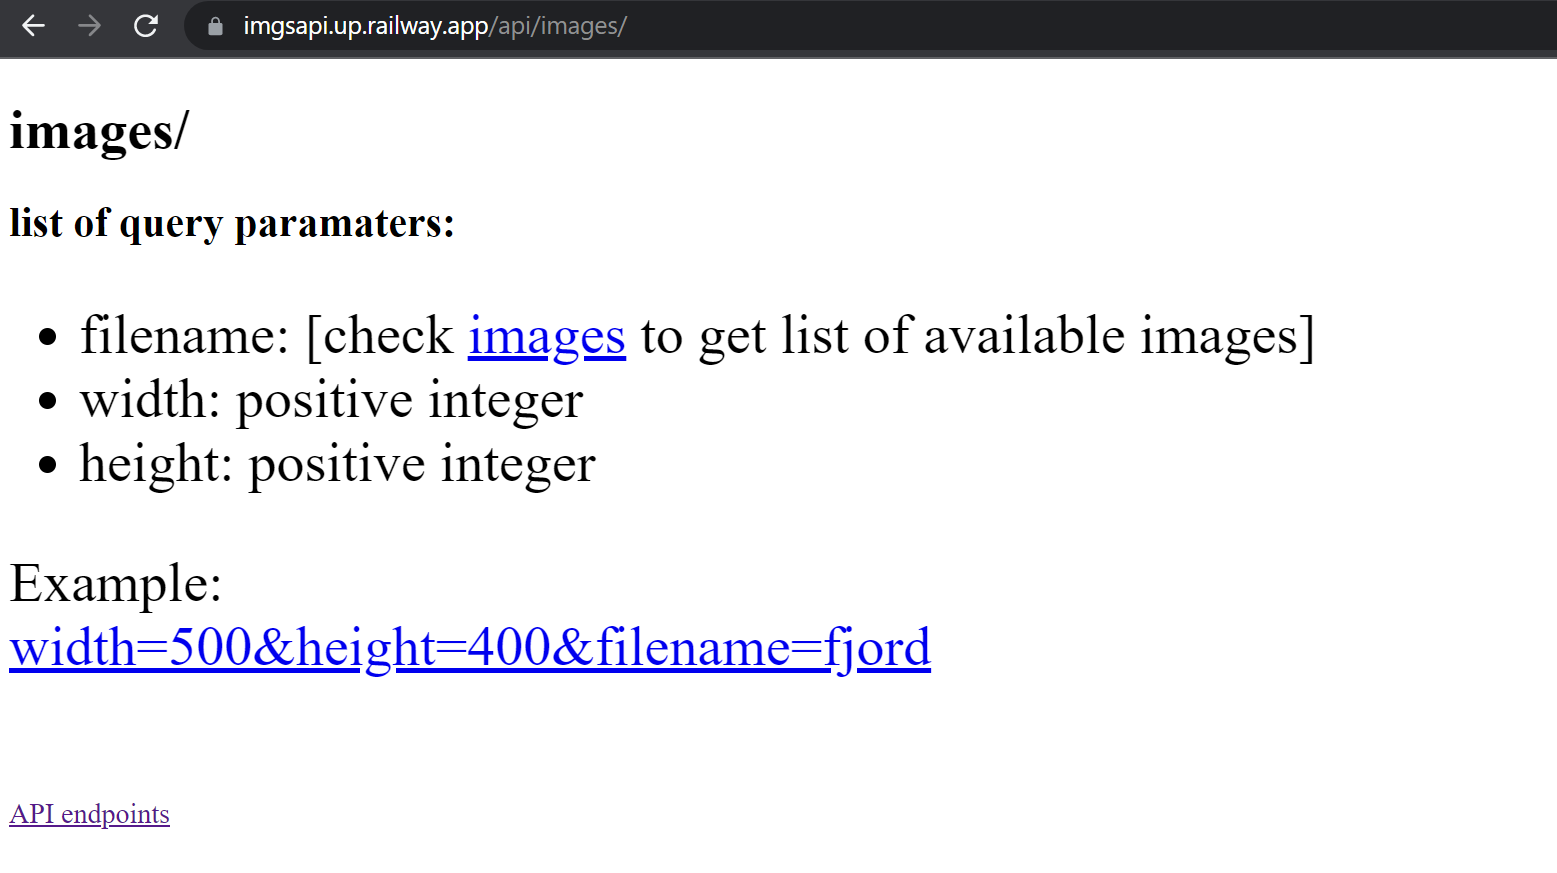 imgsapi.up.railway.app/api/images/
images/
list of query paramaters:
• filename: [check images to get list of available images]
• width: positive integer
• height: positive integer
Example:
width=500&height=400&filename=fjord
API endpoints